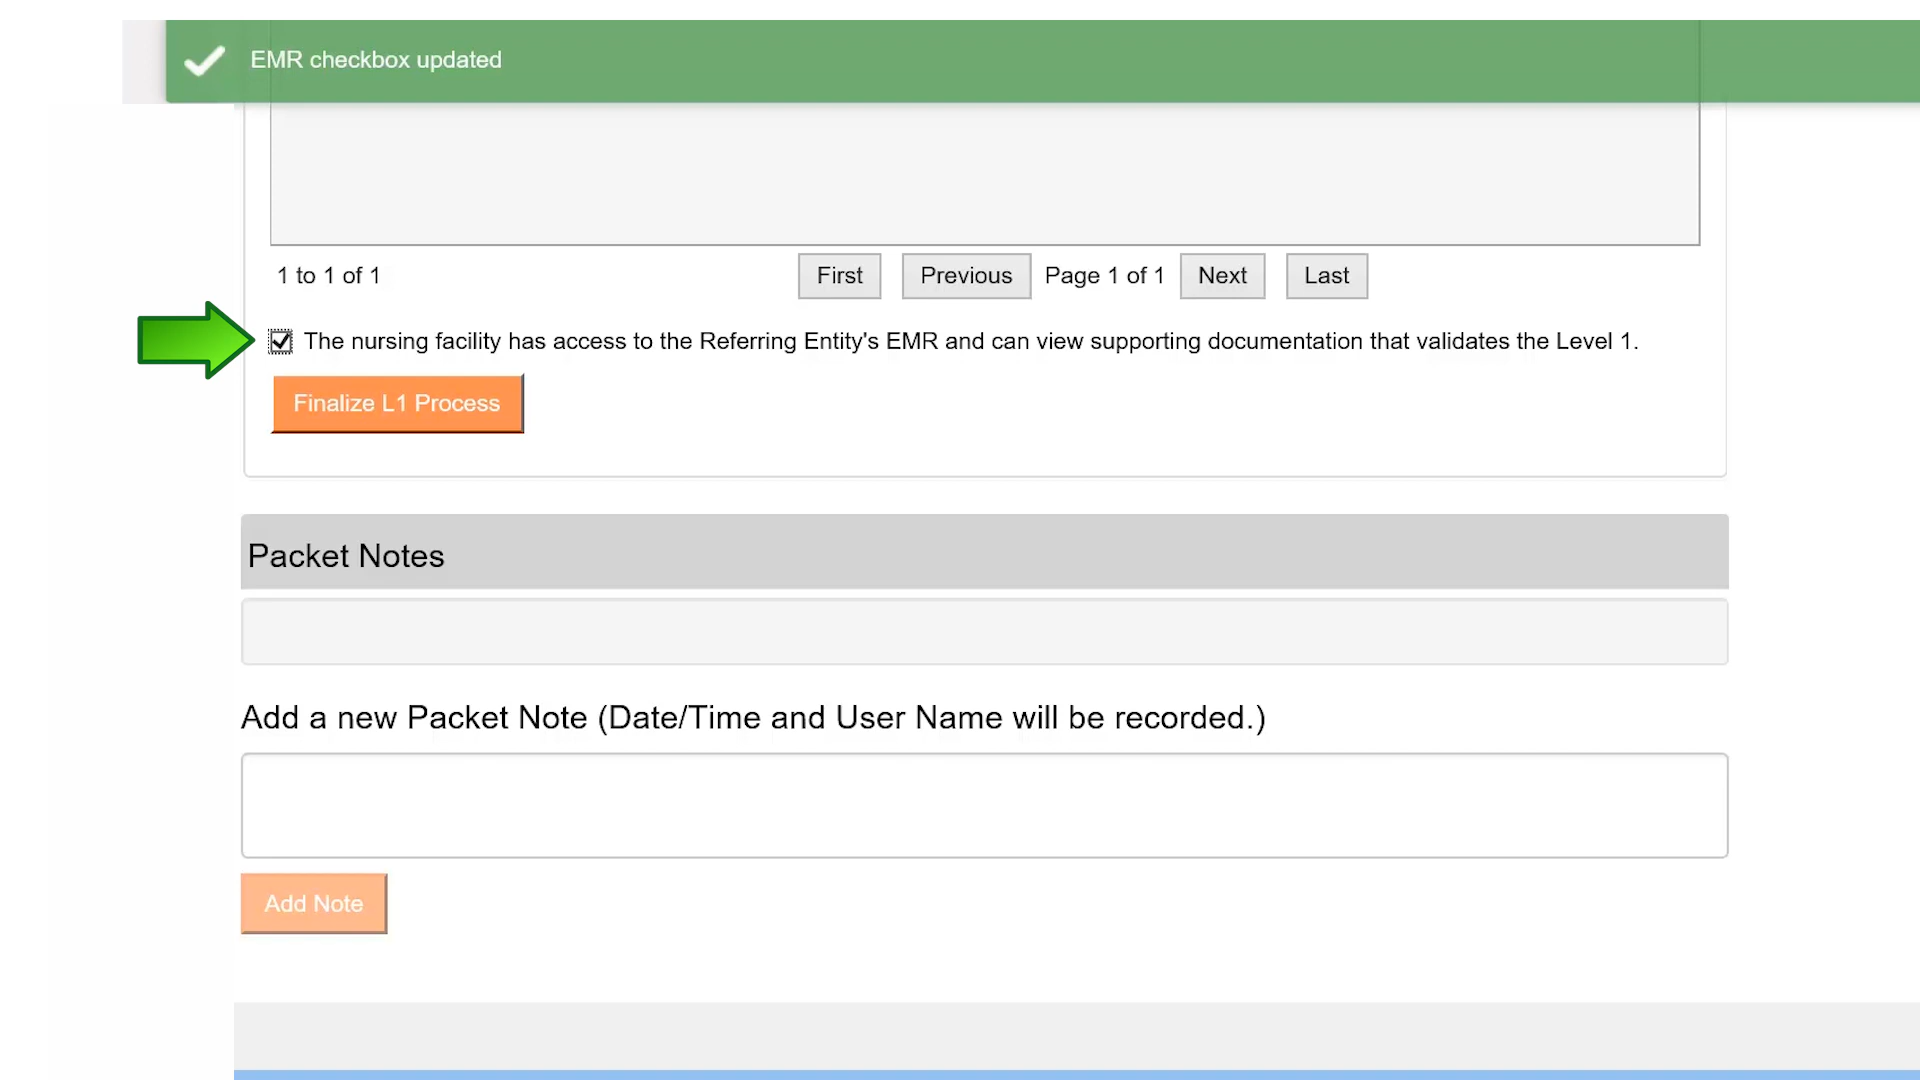 EMR checkbox updated
1 to 1 of 1 First Previous Page 1 of 1 Next Last
The nursing facility has access to the Referring Entity's EMR and can view supporting documentation that validates the Level 1.
Finalize L1 Process
Packet Notes
Add a new Packet Note (Date/Time and User Name will be recorded.)
Add Note